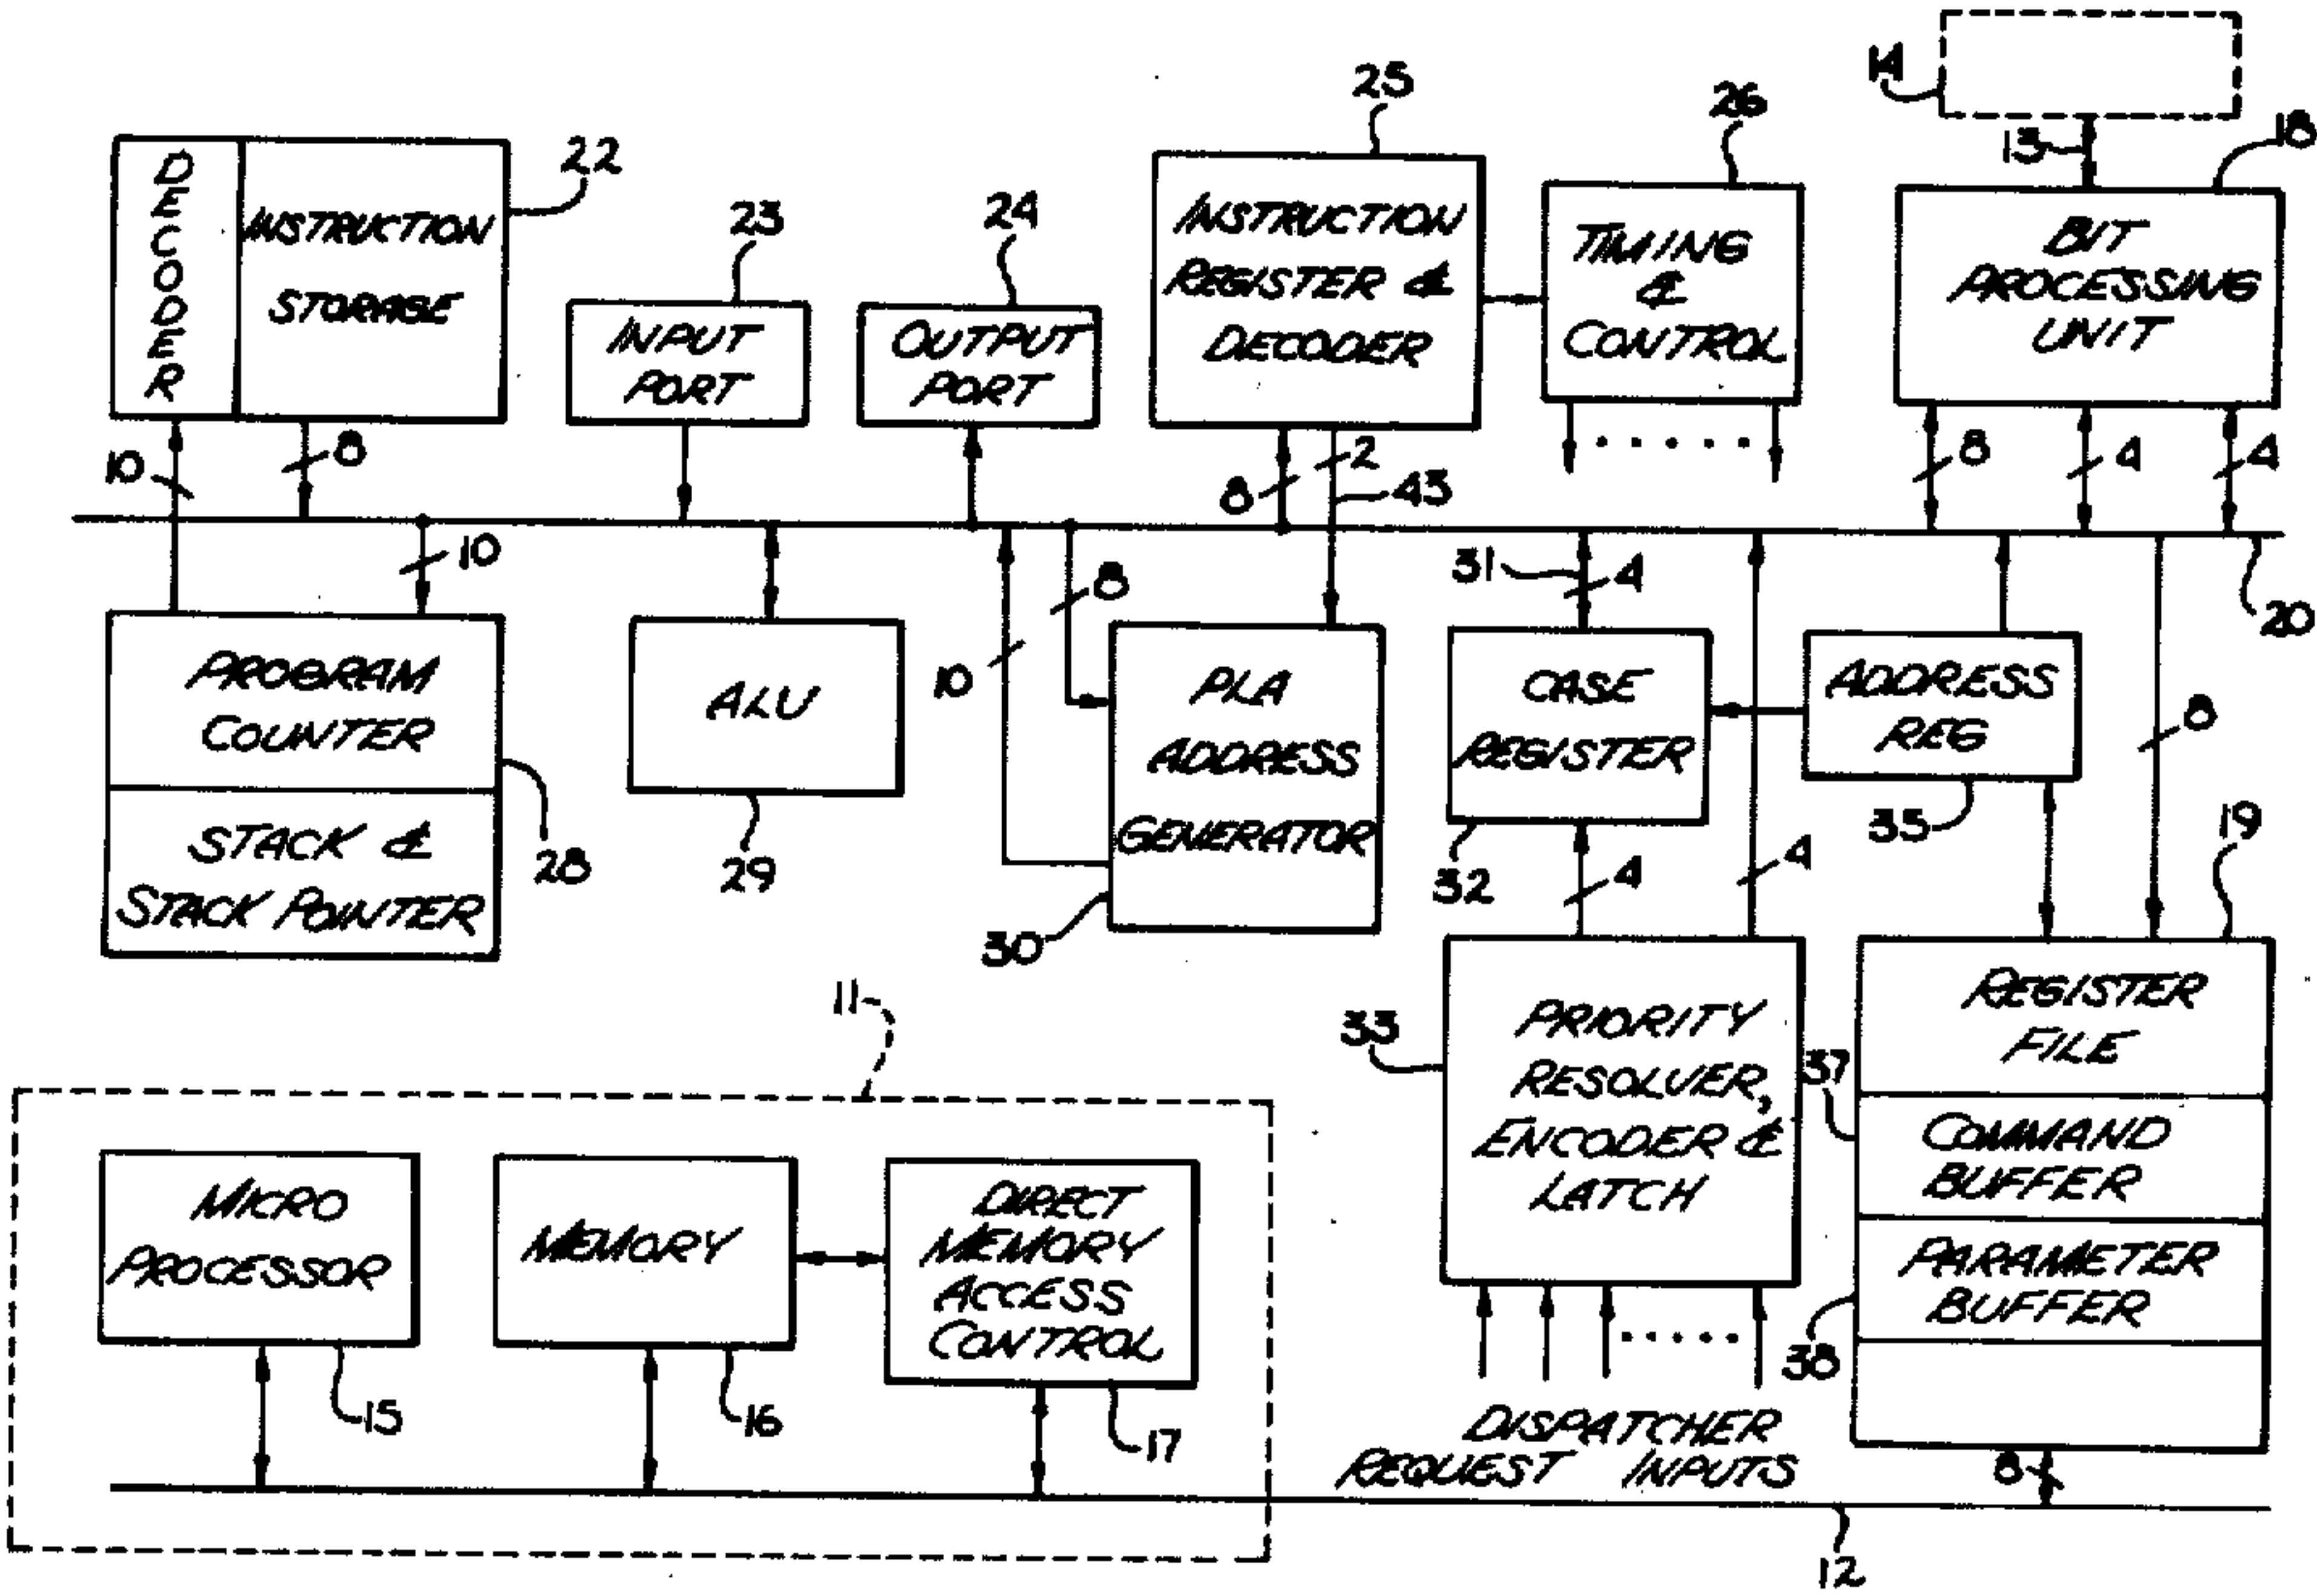 14
25
26
13
18
22
DECODER
INSTRUCTION
STORAGE
23
24
INSTRUCTION
REGISTER &
DECODER
TIMING
&
CONTROL
BIT
PROCESSING
UNIT
INPUT
PORT
OUTPUT
PORT
10
8
8
2
43
8
4
4
10
8
31
4
20
PROGRAM
COUNTER
STACK &
STACK POINTER
28
ALU
29
10
PLA
ADDRESS
GENERATOR
30
CASE
REGISTER
32
ADDRESS
REG
35
8
19
4
4
11
33
PRIORITY
RESOLVER,
ENCODER &
LATCH
37
REGISTER
FILE
COMMAND
BUFFER
PARAMETER
BUFFER
38
MICRO
PROCESSOR
15
MEMORY
16
DIRECT
MEMORY
ACCESS
CONTROL
17
DISPATCHER
REQUEST INPUTS
8
12